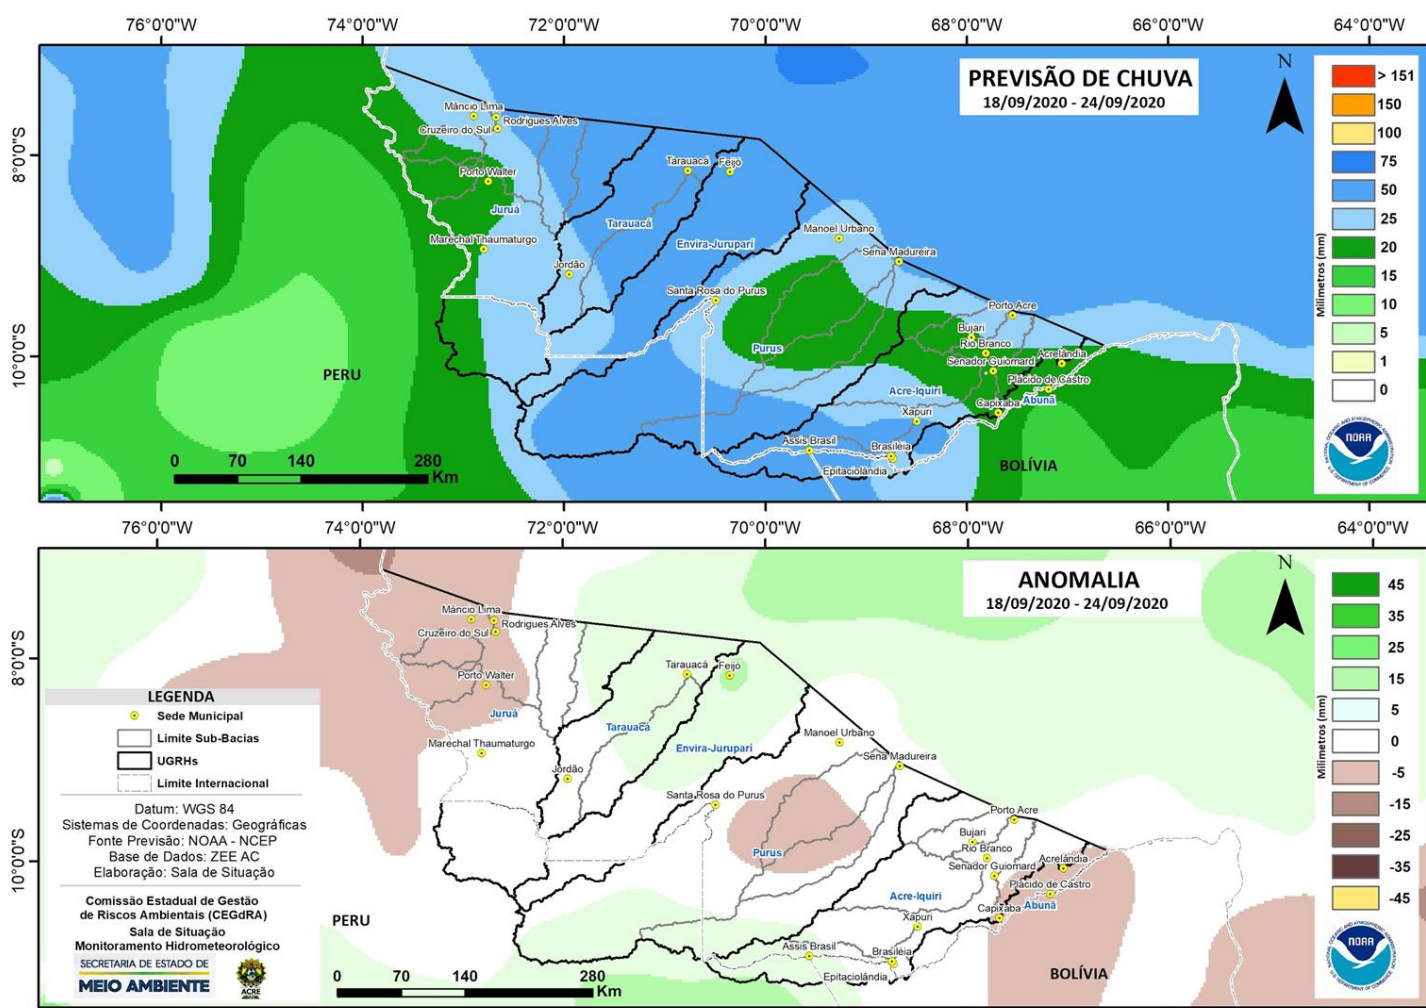 76°0'0"W
74°0'0"W
72°0'0"W
70°0'0"W
68°0'0"W
66°0'0"W
64°0'0"W
8°0'0"S
10°0'0"S
PREVISÃO DE CHUVA
18/09/2020 - 24/09/2020
N
Milímetros (mm)
> 151
150
100
75
50
25
20
15
10
5
1
0
NOAA
Mâncio Lima
Rodrigues Alves
Cruzeiro do Sul
Porto Walter
Juruá
Marechal Thaumaturgo
Jordão
Tarauacá
Feijó
Tarauacá
Envira-Jurupari
Manoel Urbano
Sena Madureira
Santa Rosa do Purus
Purus
Porto Acre
Bujari
Rio Branco
Senador Guiomard
Acrelândia
Plácido de Castro
Abunã
Acre-Iquiri
Capixaba
Xapuri
Assis Brasil
Brasiléia
Epitaciolândia
PERU
BOLÍVIA
0 70 140 280
Km
76°0'0"W
74°0'0"W
72°0'0"W
70°0'0"W
68°0'0"W
66°0'0"W
64°0'0"W
8°0'0"S
10°0'0"S
ANOMALIA
18/09/2020 - 24/09/2020
N
Milímetros (mm)
45
35
25
15
5
0
-5
-15
-25
-35
-45
NOAA
Mâncio Lima
Rodrigues Alves
Cruzeiro do Sul
Porto Walter
Juruá
Marechal Thaumaturgo
Jordão
Tarauacá
Feijó
Tarauacá
Envira-Jurupari
Manoel Urbano
Sena Madureira
Santa Rosa do Purus
Purus
Porto Acre
Bujari
Rio Branco
Senador Guiomard
Acrelândia
Plácido de Castro
Abunã
Acre-Iquiri
Capixaba
Xapuri
Assis Brasil
Brasiléia
Epitaciolândia
PERU
BOLÍVIA
0 70 140 280
Km
LEGENDA
Sede Municipal
Limite Sub-Bacias
UGRHs
Limite Internacional
Datum: WGS 84
Sistemas de Coordenadas: Geográficas
Fonte Previsão: NOAA - NCEP
Base de Dados: ZEE AC
Elaboração: Sala de Situação
Comissão Estadual de Gestão
de Riscos Ambientais (CEGdRA)
Sala de Situação
Monitoramento Hidrometeorológico
SECRETARIA DE ESTADO DE
MEIO AMBIENTE
ACRE